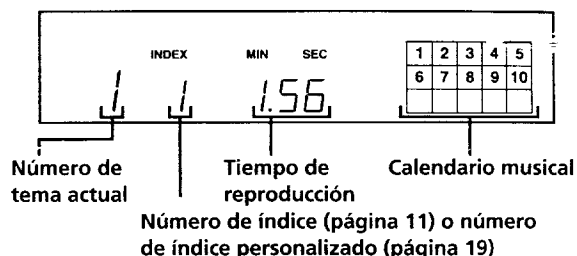 INDEX MIN SEC
1 2 3 4 5
6 7 8 9 10
1 1 1.56
Número de tema actual
Tiempo de reproducción
Calendario musical
Número de índice (página 11) o número
de índice personalizado (página 19)